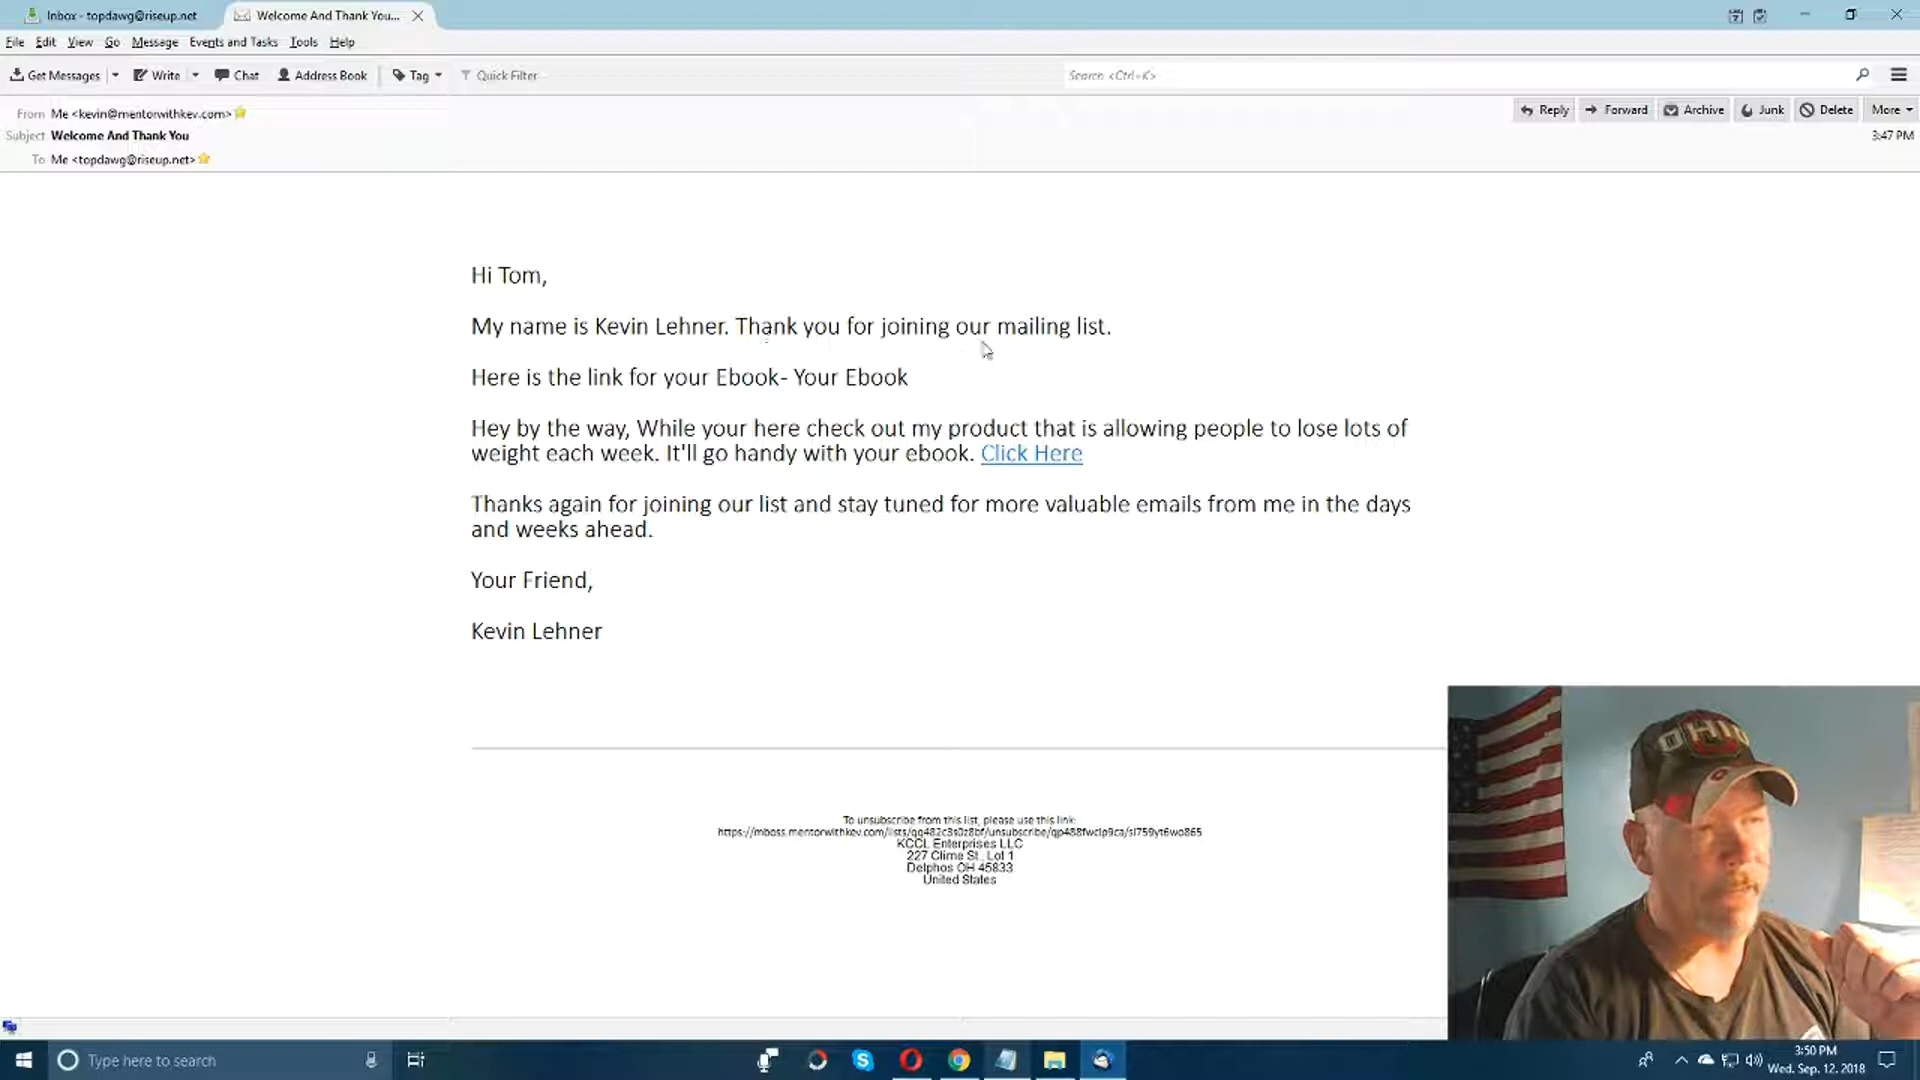 Inbox - topdawg@riseup.net
Welcome And Thank You...
File Edit View Go Message Events and Tasks Tools Help
Get Messages Write Chat Address Book Tag Quick Filter
Search <Ctrl+K>
From Me <kevin@mentorwithkev.com>
Reply Forward Archive Junk Delete More
Subject Welcome And Thank You
3:47 PM
To Me <topdawg@riseup.net>
Hi Tom,
My name is Kevin Lehner. Thank you for joining our mailing list.
Here is the link for your Ebook- Your Ebook
Hey by the way, While your here check out my product that is allowing people to lose lots of
weight each week. It'll go handy with your ebook. Click Here
Thanks again for joining our list and stay tuned for more valuable emails from me in the days
and weeks ahead.
Your Friend,
Kevin Lehner
To unsubscribe from this list, please use this link:
KCCL Enterprises LLC
227 Clime St., Lot 1
Delphos OH 45833
United States
OHIO
Type here to search
3:50 PM
Wed. Sep. 12, 2018